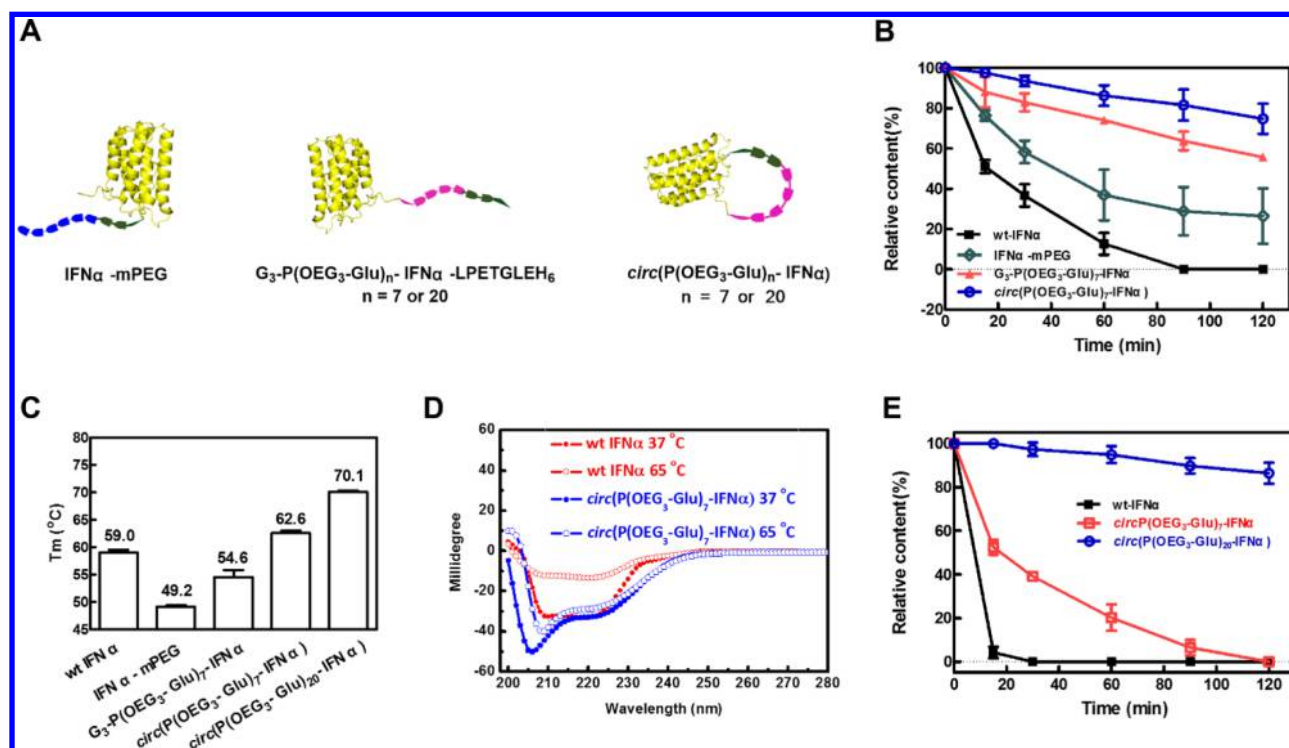 A
IFNα -mPEG
G₃-P(OEG₃-Glu)ₙ- IFNα -LPETGLEH₆
n = 7 or 20
circ(P(OEG₃-Glu)ₙ- IFNα)
n = 7 or 20
B
Relative content(%)
100
80
60
40
20
0
-20
wt-IFNα
IFNα -mPEG
G₃-P(OEG₃-Glu)₇-IFNα
circ(P(OEG₃-Glu)₇-IFNα )
0 20 40 60 80 100 120
Time (min)
C
Tm (°C)
80
75
70
65
60
55
50
45
59.0
49.2
54.6
62.6
70.1
wt IFN α
IFN α - mPEG
G₃-P(OEG₃- Glu)₇-IFN α
circ(P(OEG₃- Glu)₇-IFN α )
circ(P(OEG₃- Glu)₂₀-IFN α )
D
Millidegree
60
50
40
30
20
10
0
-10
-20
-30
-40
-50
-60
wt IFNα 37 °C
wt IFNα 65 °C
circ(P(OEG₃-Glu)₇-IFNα) 37 °C
circ(P(OEG₃-Glu)₇-IFNα) 65 °C
200 210 220 230 240 250 260 270 280
Wavelength (nm)
E
Relative content(%)
100
80
60
40
20
0
wt-IFNα
circP(OEG₃-Glu)₇-IFNα
circ(P(OEG₃-Glu)₂₀-IFNα )
0 20 40 60 80 100 120
Time (min)